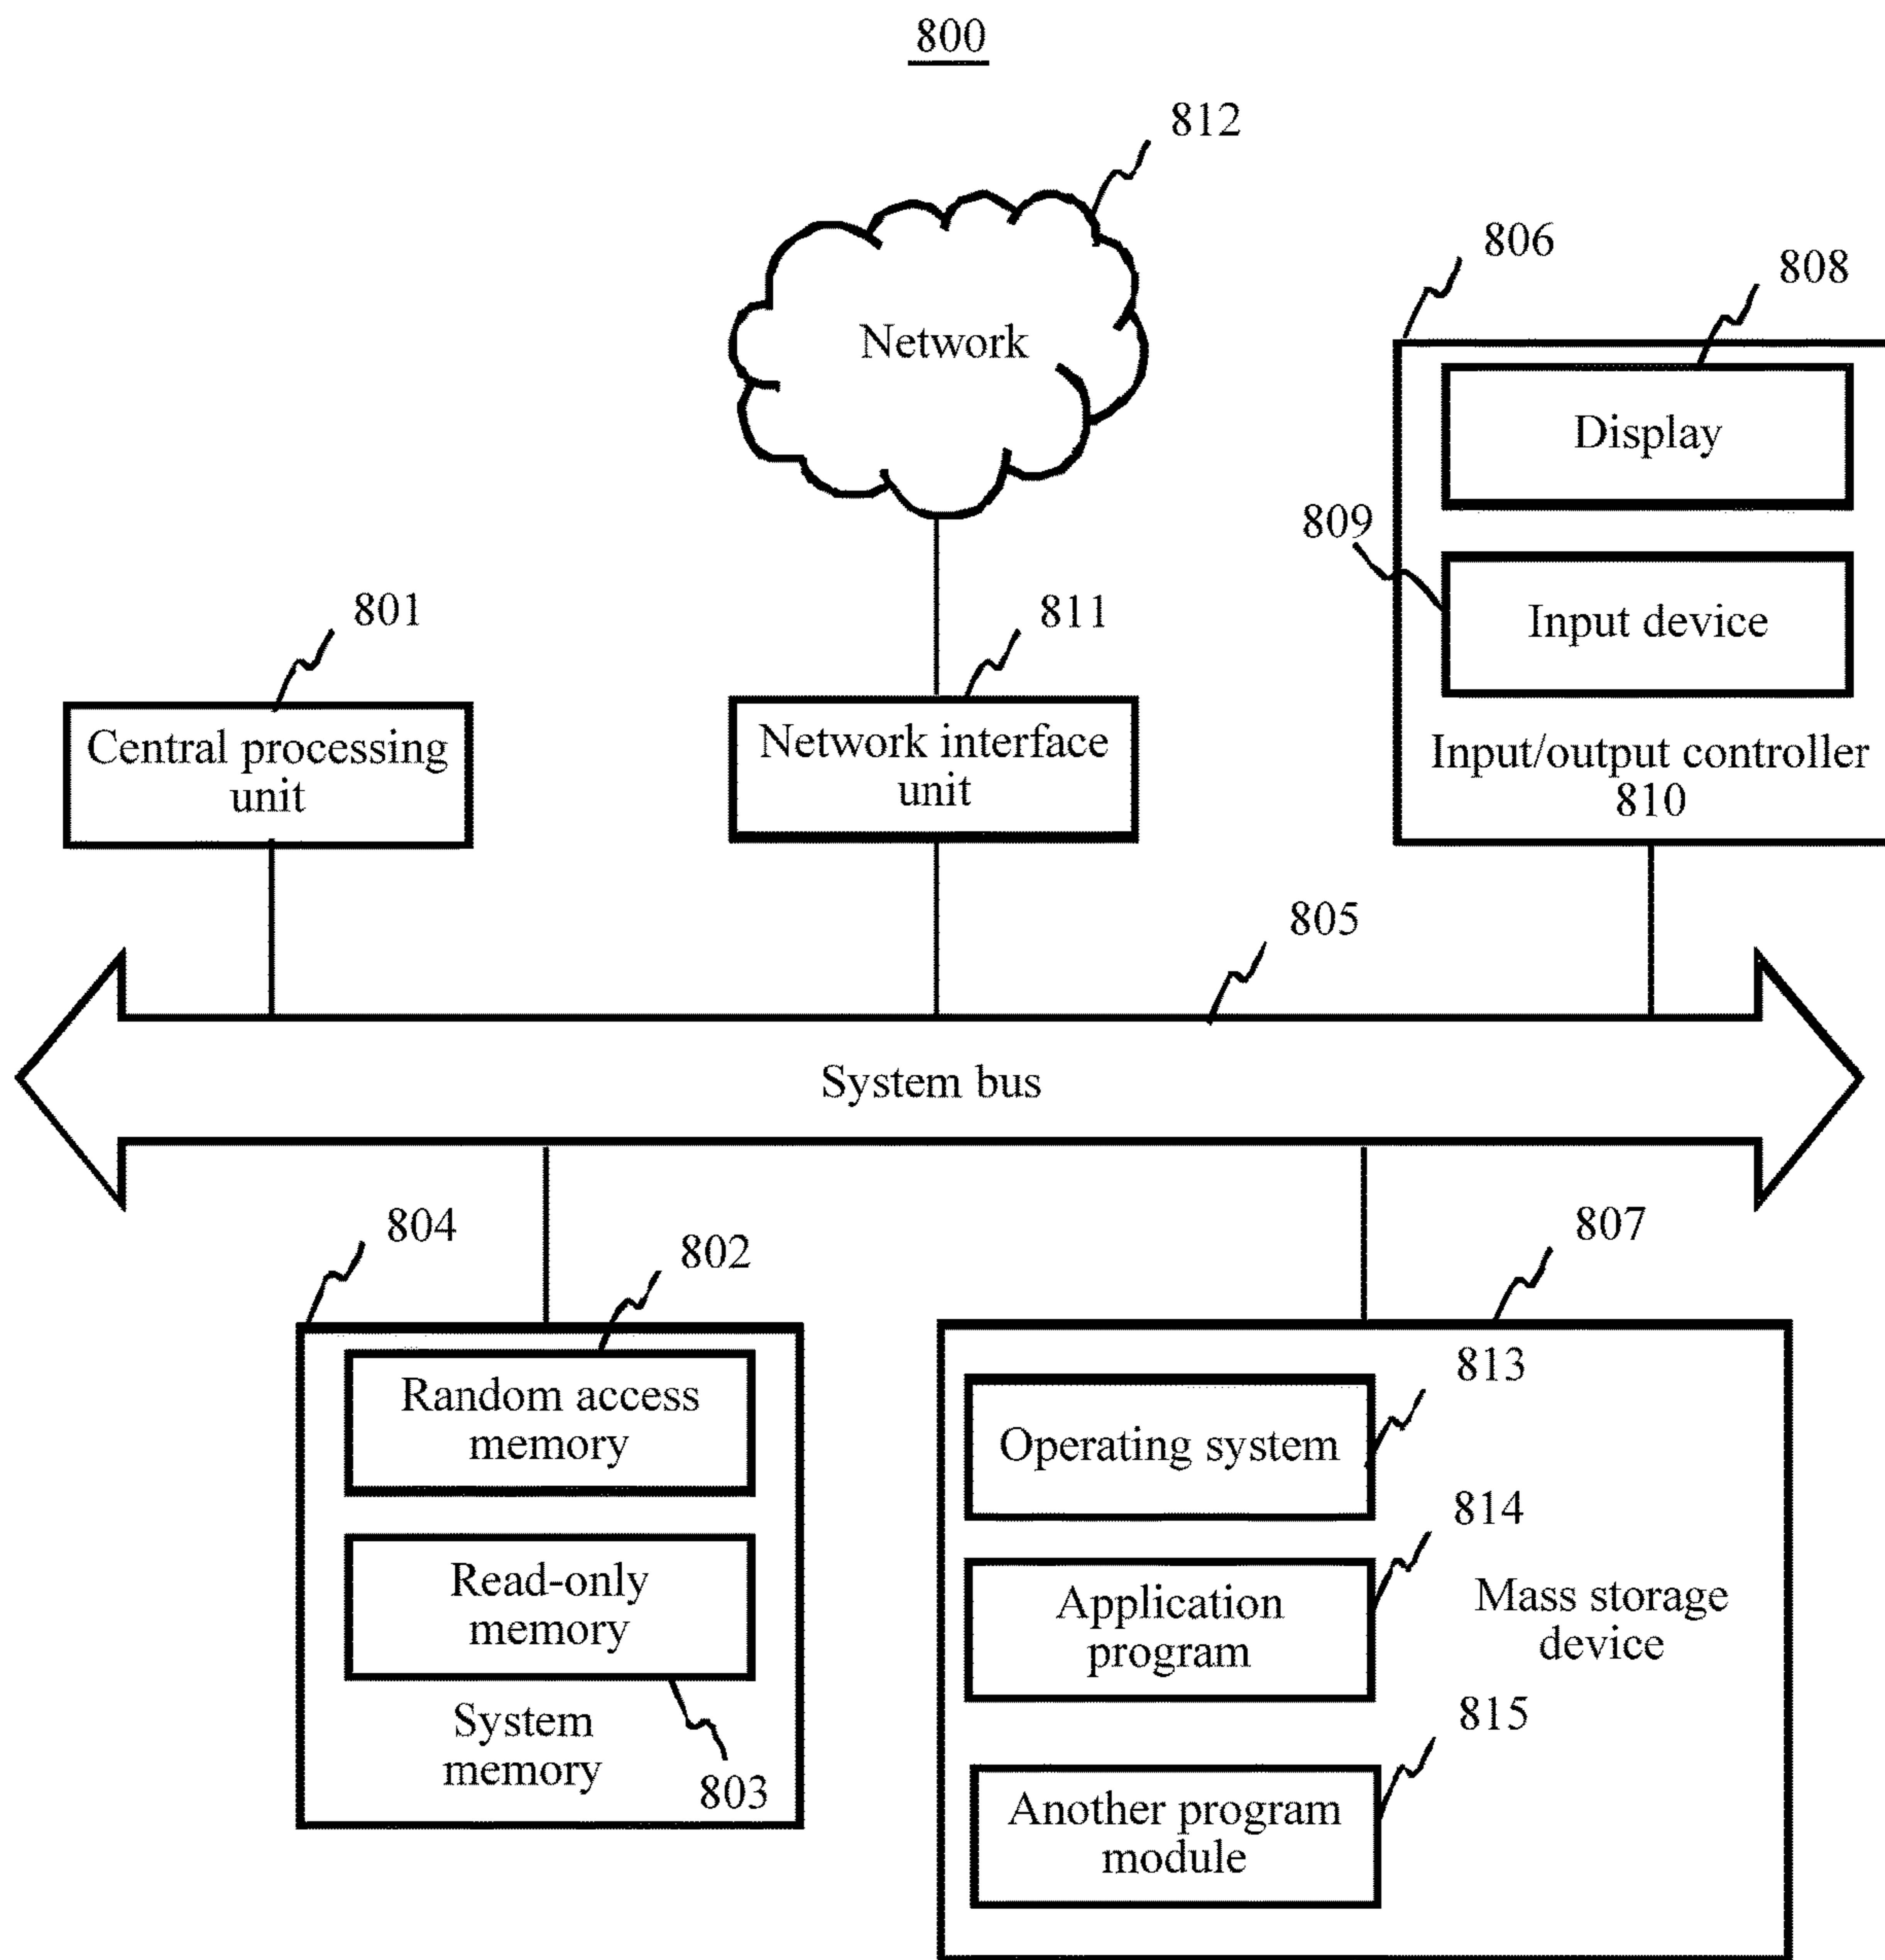 800
812
Network
806
808
Display
809
Input device
Input/output controller
810
801
Central processing
unit
811
Network interface
unit
805
System bus
804
802
Random access
memory
Read-only
memory
System
memory
803
807
813
Operating system
814
Application
program
Mass storage
device
815
Another program
module